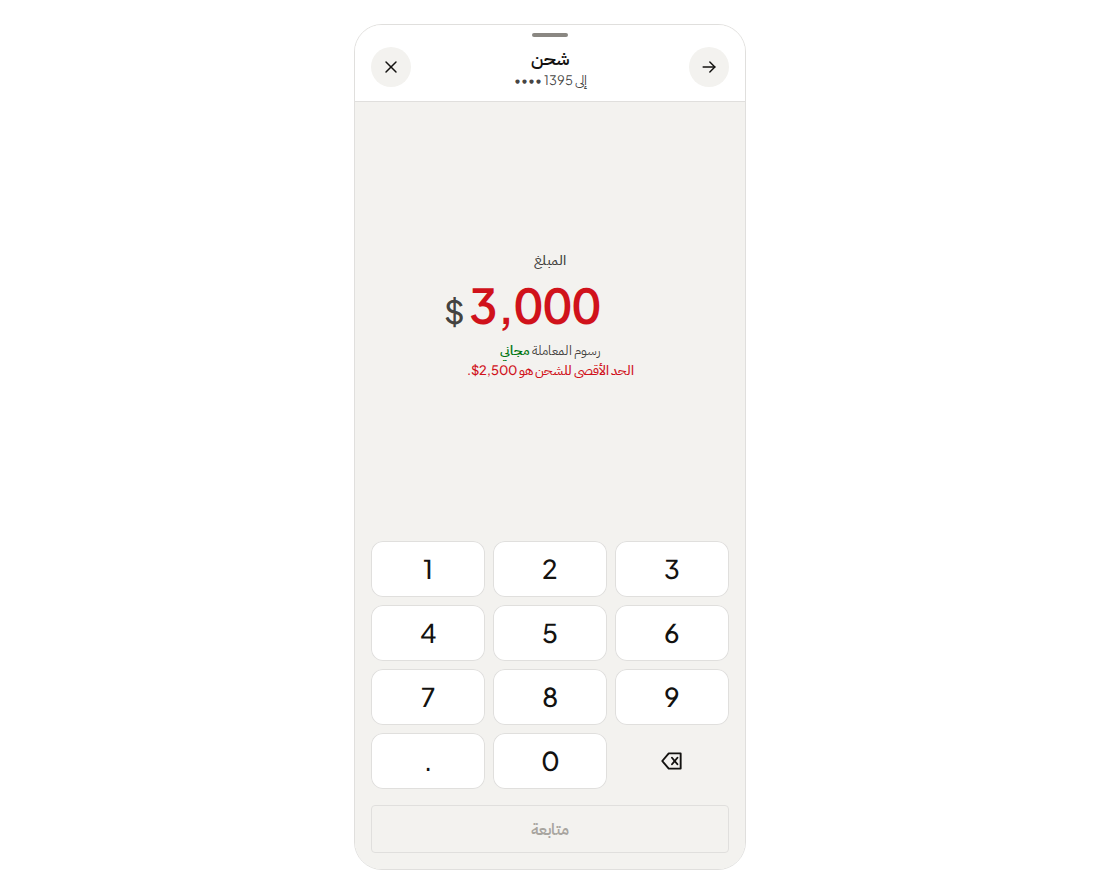 شحن
إلى 1395 ••••
المبلغ
$ 3,000
رسوم المعاملة مجاني
الحد الأقصى للشحن هو 2,500$.
1 2 3
4 5 6
7 8 9
. 0
متابعة